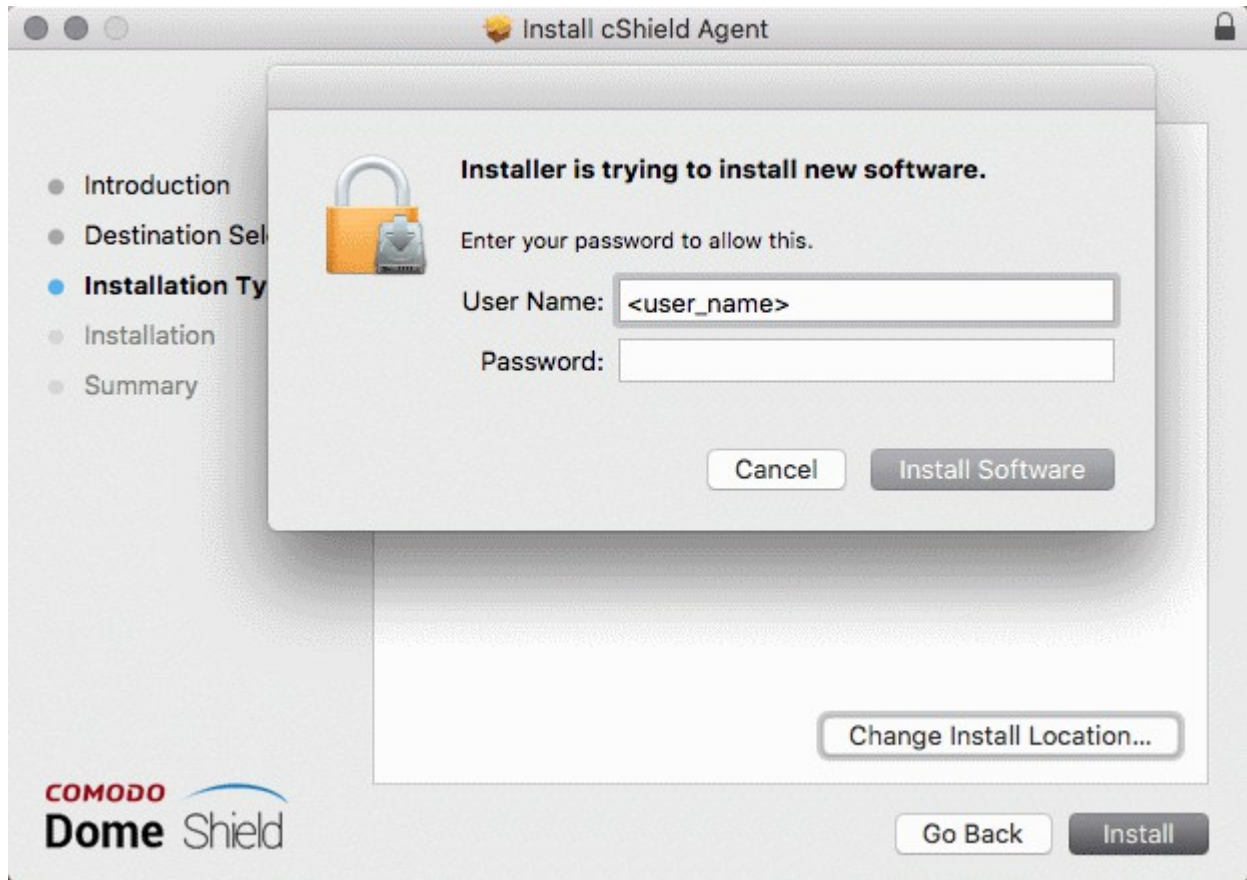 Install cShield Agent
Installer is trying to install new software.
Enter your password to allow this.
User Name: <user_name>
Password:
Cancel Install Software
Introduction
Destination Sel
Installation Ty
Installation
Summary
Change Install Location...
COMODO
Dome Shield
Go Back Install